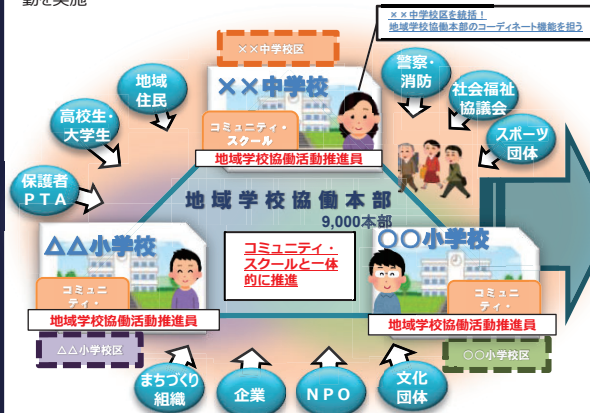 動を実施
××中学校区を統括！
地域学校協働本部のコーディネート機能を担う
××中学校区
××中学校
コミュニティ・
スクール
地域学校協働活動推進員
地域
住民
高校生・
大学生
保護者
ＰＴＡ
警察・
消防
社会福祉
協議会
スポーツ
団体
地域学校協働本部
9,000本部
コミュニティ・
スクールと一体
的に推進
△△小学校
コミュニ
ティ・
地域学校協働活動推進員
△△小学校区
○○小学校
コミュニ
ティ・
地域学校協働活動推進員
○○小学校区
まちづくり
組織
企業
ＮＰＯ
文化
団体